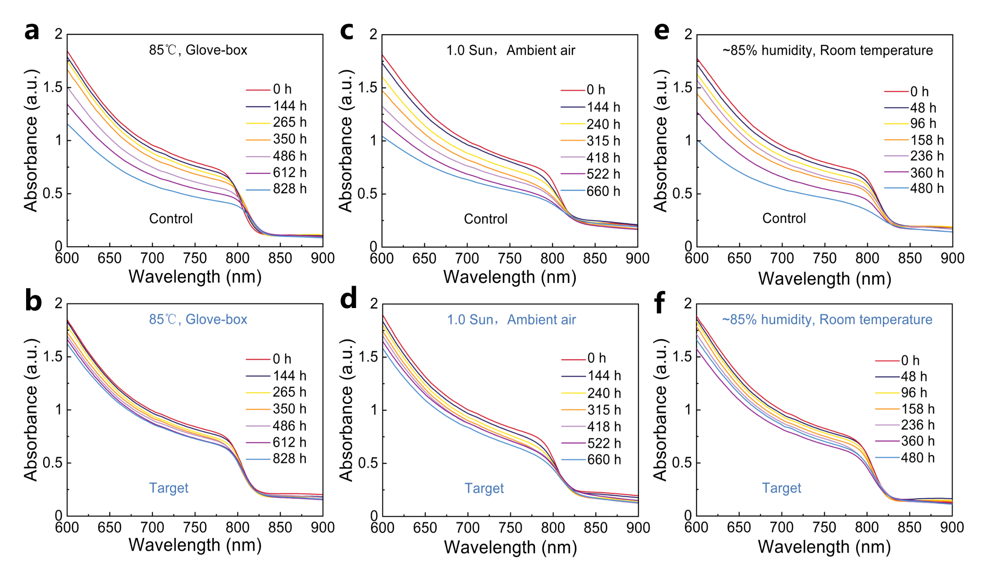 a
2
1.5
1
0.5
0
85℃, Glove-box
0 h
144 h
265 h
350 h
486 h
612 h
828 h
Control
600 650 700 750 800 850 900
Wavelength (nm)
Absorbance (a.u.)
c
2
1.5
1
0.5
0
1.0 Sun，Ambient air
0 h
144 h
240 h
315 h
418 h
522 h
660 h
Control
600 650 700 750 800 850 900
Wavelength (nm)
Absorbance (a.u.)
e
2
1.5
1
0.5
0
~85% humidity, Room temperature
0 h
48 h
96 h
158 h
236 h
360 h
480 h
Control
600 650 700 750 800 850 900
Wavelength (nm)
Absorbance (a.u.)
b
2
1.5
1
0.5
0
85℃, Glove-box
0 h
144 h
265 h
350 h
486 h
612 h
828 h
Target
600 650 700 750 800 850 900
Wavelength (nm)
Absorbance (a.u.)
d
2
1.5
1
0.5
0
1.0 Sun，Ambient air
0 h
144 h
240 h
315 h
418 h
522 h
660 h
Target
600 650 700 750 800 850 900
Wavelength (nm)
Absorbance (a.u.)
f
2
1.5
1
0.5
0
~85% humidity, Room temperature
0 h
48 h
96 h
158 h
236 h
360 h
480 h
Target
600 650 700 750 800 850 900
Wavelength (nm)
Absorbance (a.u.)